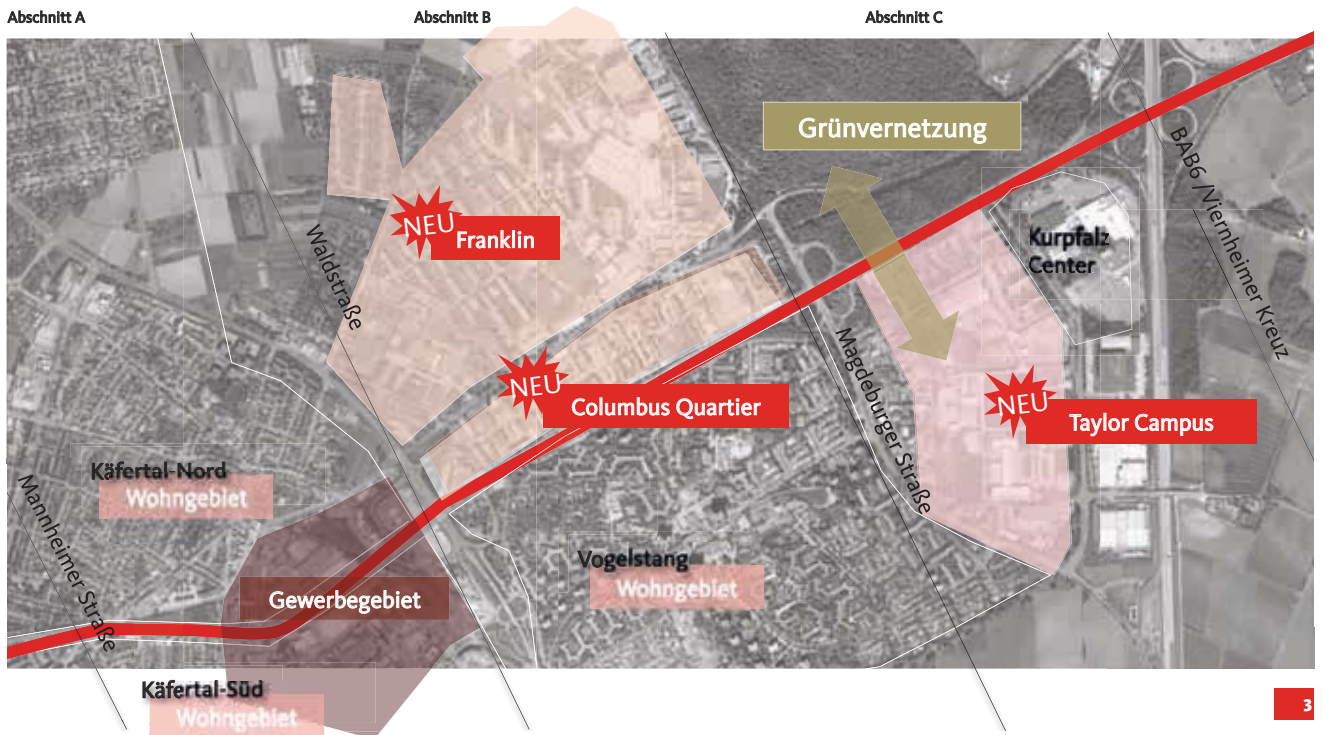 Abschnitt A
Abschnitt B
Abschnitt C
Grünvernetzung
BAB6 /Viernheimer Kreuz
NEU
Franklin
Waldstraße
Kurpfalz
Center
NEU
Columbus Quartier
Magdeburger Straße
NEU
Taylor Campus
Käfertal-Nord
Wohngebiet
Mannheimer Straße
Vogelstang
Wohngebiet
Gewerbegebiet
Käfertal-Süd
Wohngebiet
3